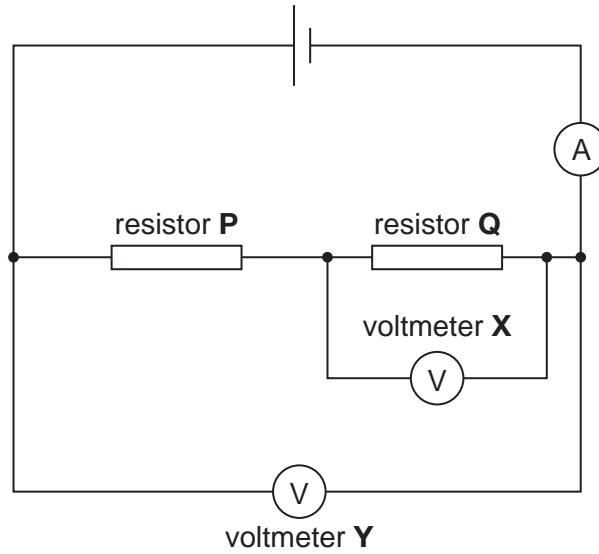 A
resistor P resistor Q
voltmeter X
V
V
voltmeter Y